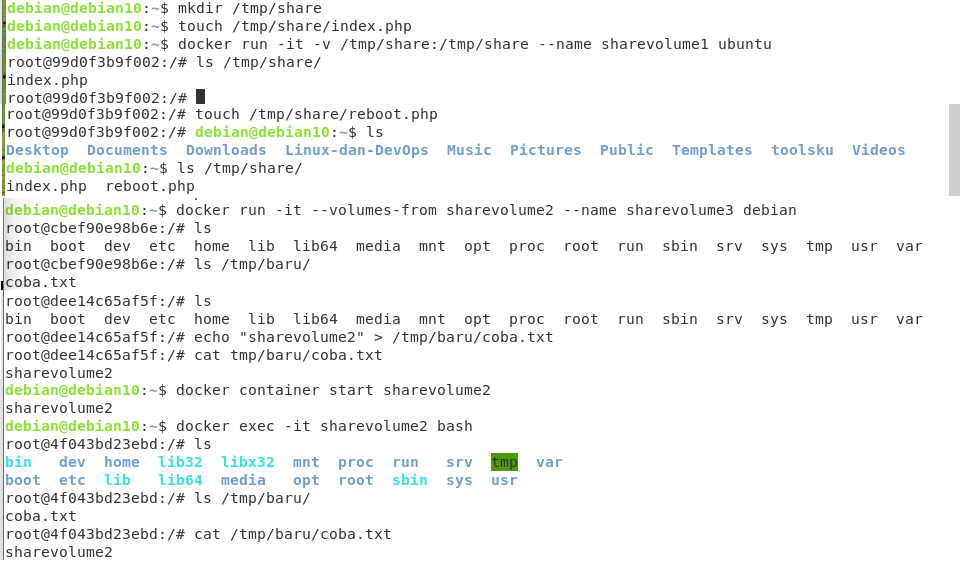 debian@debian10:~$ mkdir /tmp/share
debian@debian10:~$ touch /tmp/share/index.php
debian@debian10:~$ docker run -it -v /tmp/share:/tmp/share --name sharevolume1 ubuntu
root@99d0f3b9f002:/# ls /tmp/share/
index.php
root@99d0f3b9f002:/#
root@99d0f3b9f002:/# touch /tmp/share/reboot.php
root@99d0f3b9f002:/# debian@debian10:~$ ls
Desktop  Documents  Downloads  Linux-dan-DevOps  Music  Pictures  Public  Templates  toolsku  Videos
debian@debian10:~$ ls /tmp/share/
index.php  reboot.php
debian@debian10:~$ docker run -it --volumes-from sharevolume2 --name sharevolume3 debian
root@cbef90e98b6e:/# ls
bin  boot  dev  etc  home  lib  lib64  media  mnt  opt  proc  root  run  sbin  srv  sys  tmp  usr  var
root@cbef90e98b6e:/# ls /tmp/baru/
coba.txt
root@dee14c65af5f:/# ls
bin  boot  dev  etc  home  lib  lib64  media  mnt  opt  proc  root  run  sbin  srv  sys  tmp  usr  var
root@dee14c65af5f:/# echo "sharevolume2" > /tmp/baru/coba.txt
root@dee14c65af5f:/# cat tmp/baru/coba.txt
sharevolume2
debian@debian10:~$ docker container start sharevolume2
sharevolume2
debian@debian10:~$ docker exec -it sharevolume2 bash
root@4f043bd23ebd:/# ls
bin   dev  home  lib32  libx32  mnt  proc  run   srv  tmp  var
boot  etc  lib   lib64  media   opt  root  sbin  sys  usr
root@4f043bd23ebd:/# ls /tmp/baru/
coba.txt
root@4f043bd23ebd:/# cat /tmp/baru/coba.txt
sharevolume2